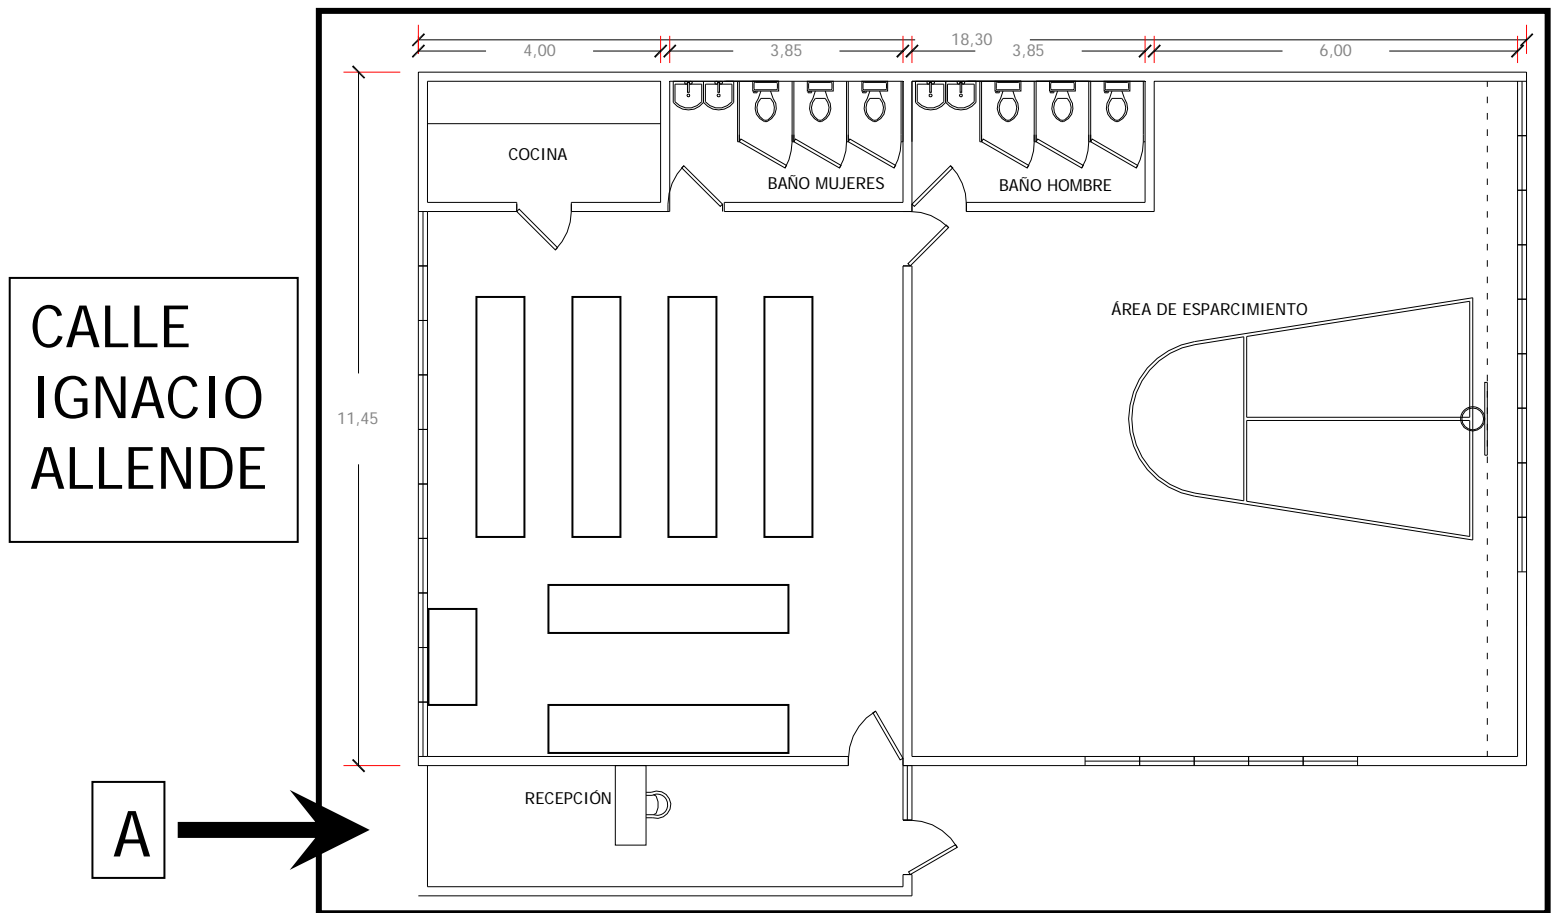 18,30
4,00
3,85
3,85
6,00
COCINA
BAÑO MUJERES
BAÑO HOMBRE
CALLE
IGNACIO
ALLENDE
ÁREA DE ESPARCIMIENTO
11,45
RECEPCIÓN
A